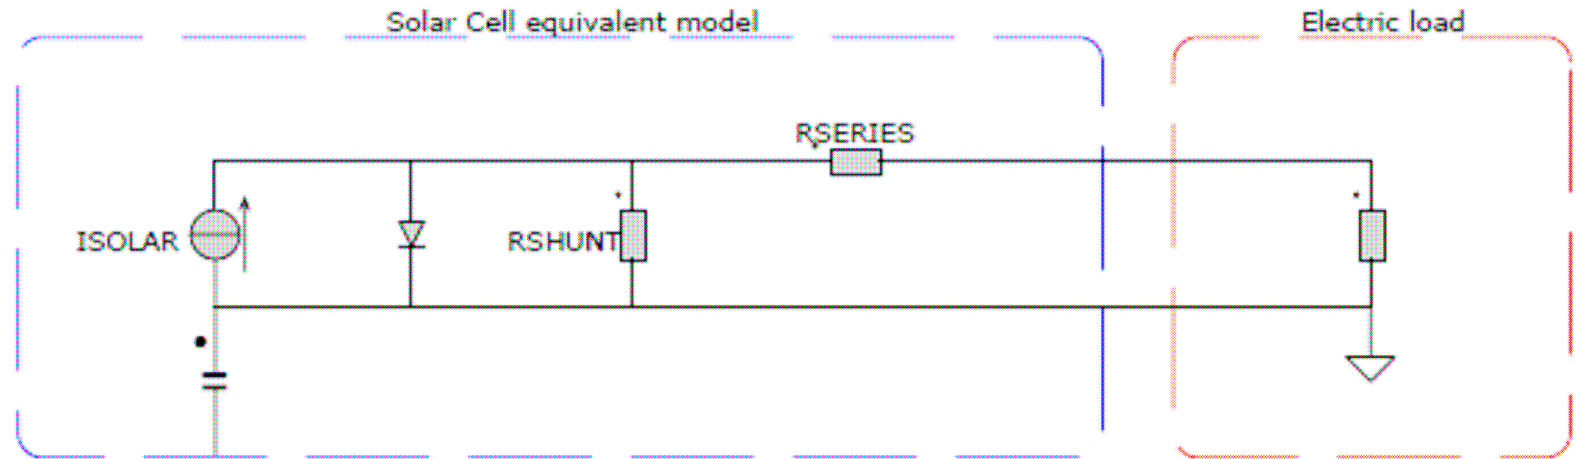 Solar Cell equivalent model
Electric load
RSERIES
ISOLAR
RSHUNT